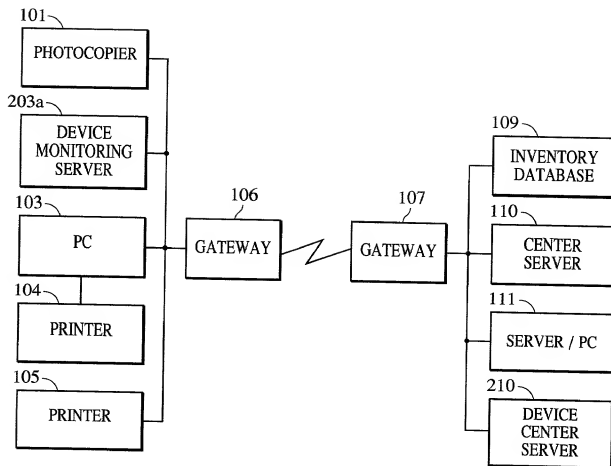 101
PHOTOCOPIER
203a
DEVICE
MONITORING
SERVER
103
PC
104
PRINTER
105
PRINTER
106
GATEWAY
107
GATEWAY
109
INVENTORY
DATABASE
110
CENTER
SERVER
111
SERVER / PC
210
DEVICE
CENTER
SERVER